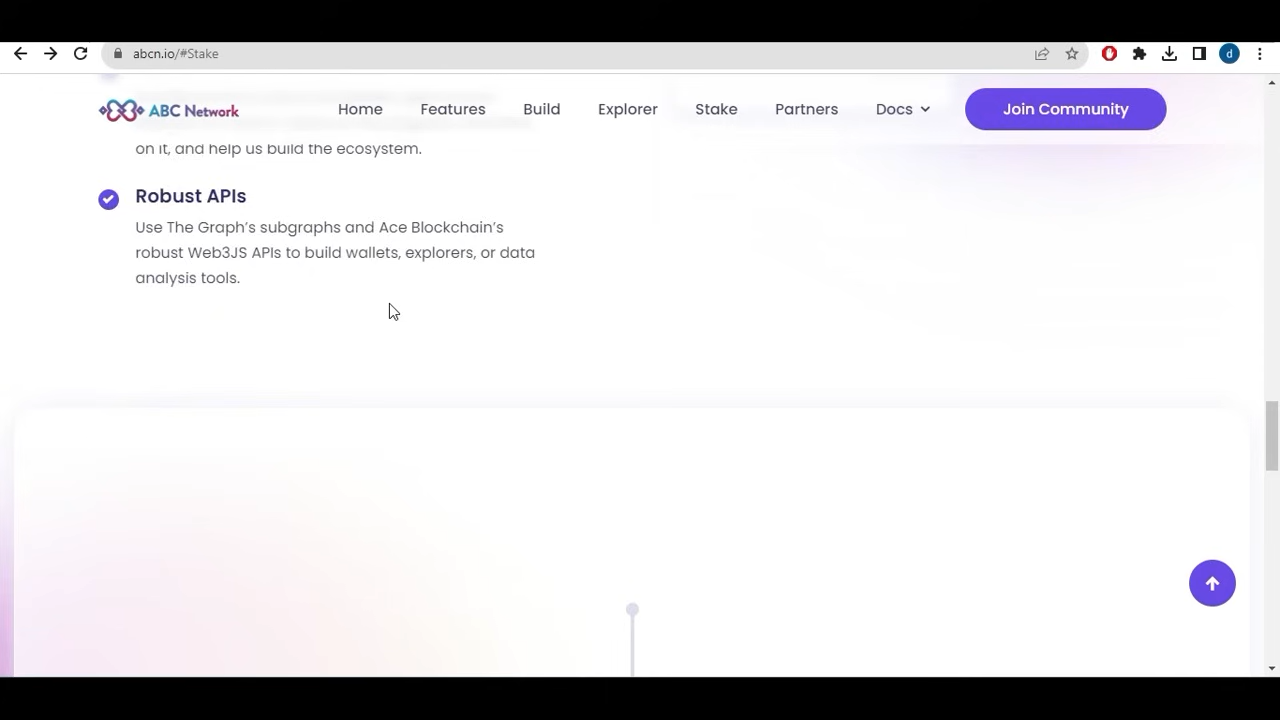 abcn.io/#Stake
d
ABC Network
Home
Features
Build
Explorer
Stake
Partners
Docs
Join Community
on it, and help us build the ecosystem.
Robust APIs
Use The Graph’s subgraphs and Ace Blockchain’s
robust Web3JS APIs to build wallets, explorers, or data
analysis tools.